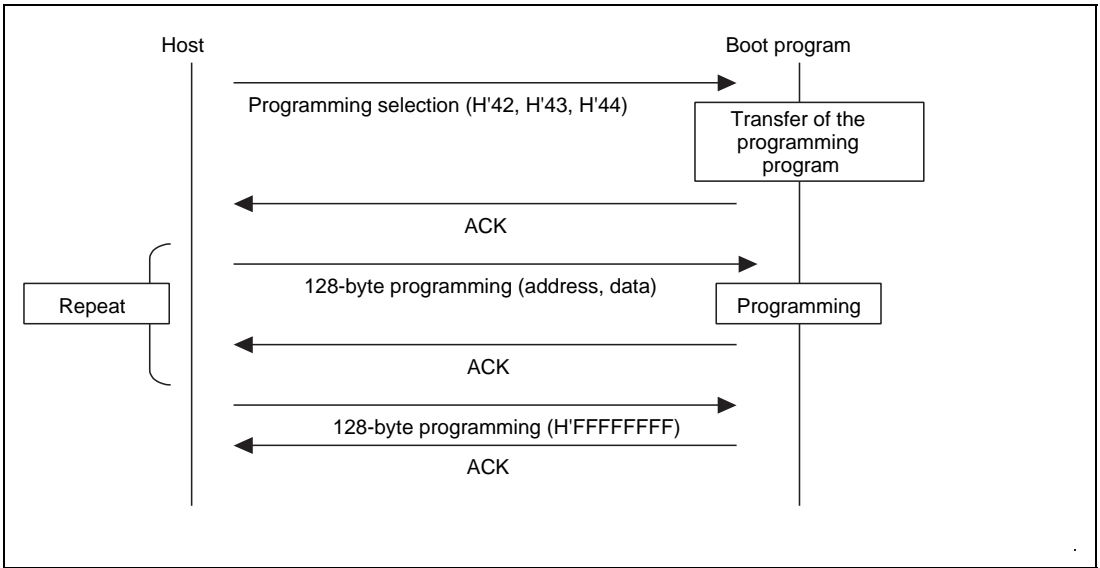 Host
Boot program
Programming selection (H'42, H'43, H'44)
Transfer of the
programming
program
ACK
128-byte programming (address, data)
Repeat
Programming
ACK
128-byte programming (H'FFFFFFFF)
ACK
.